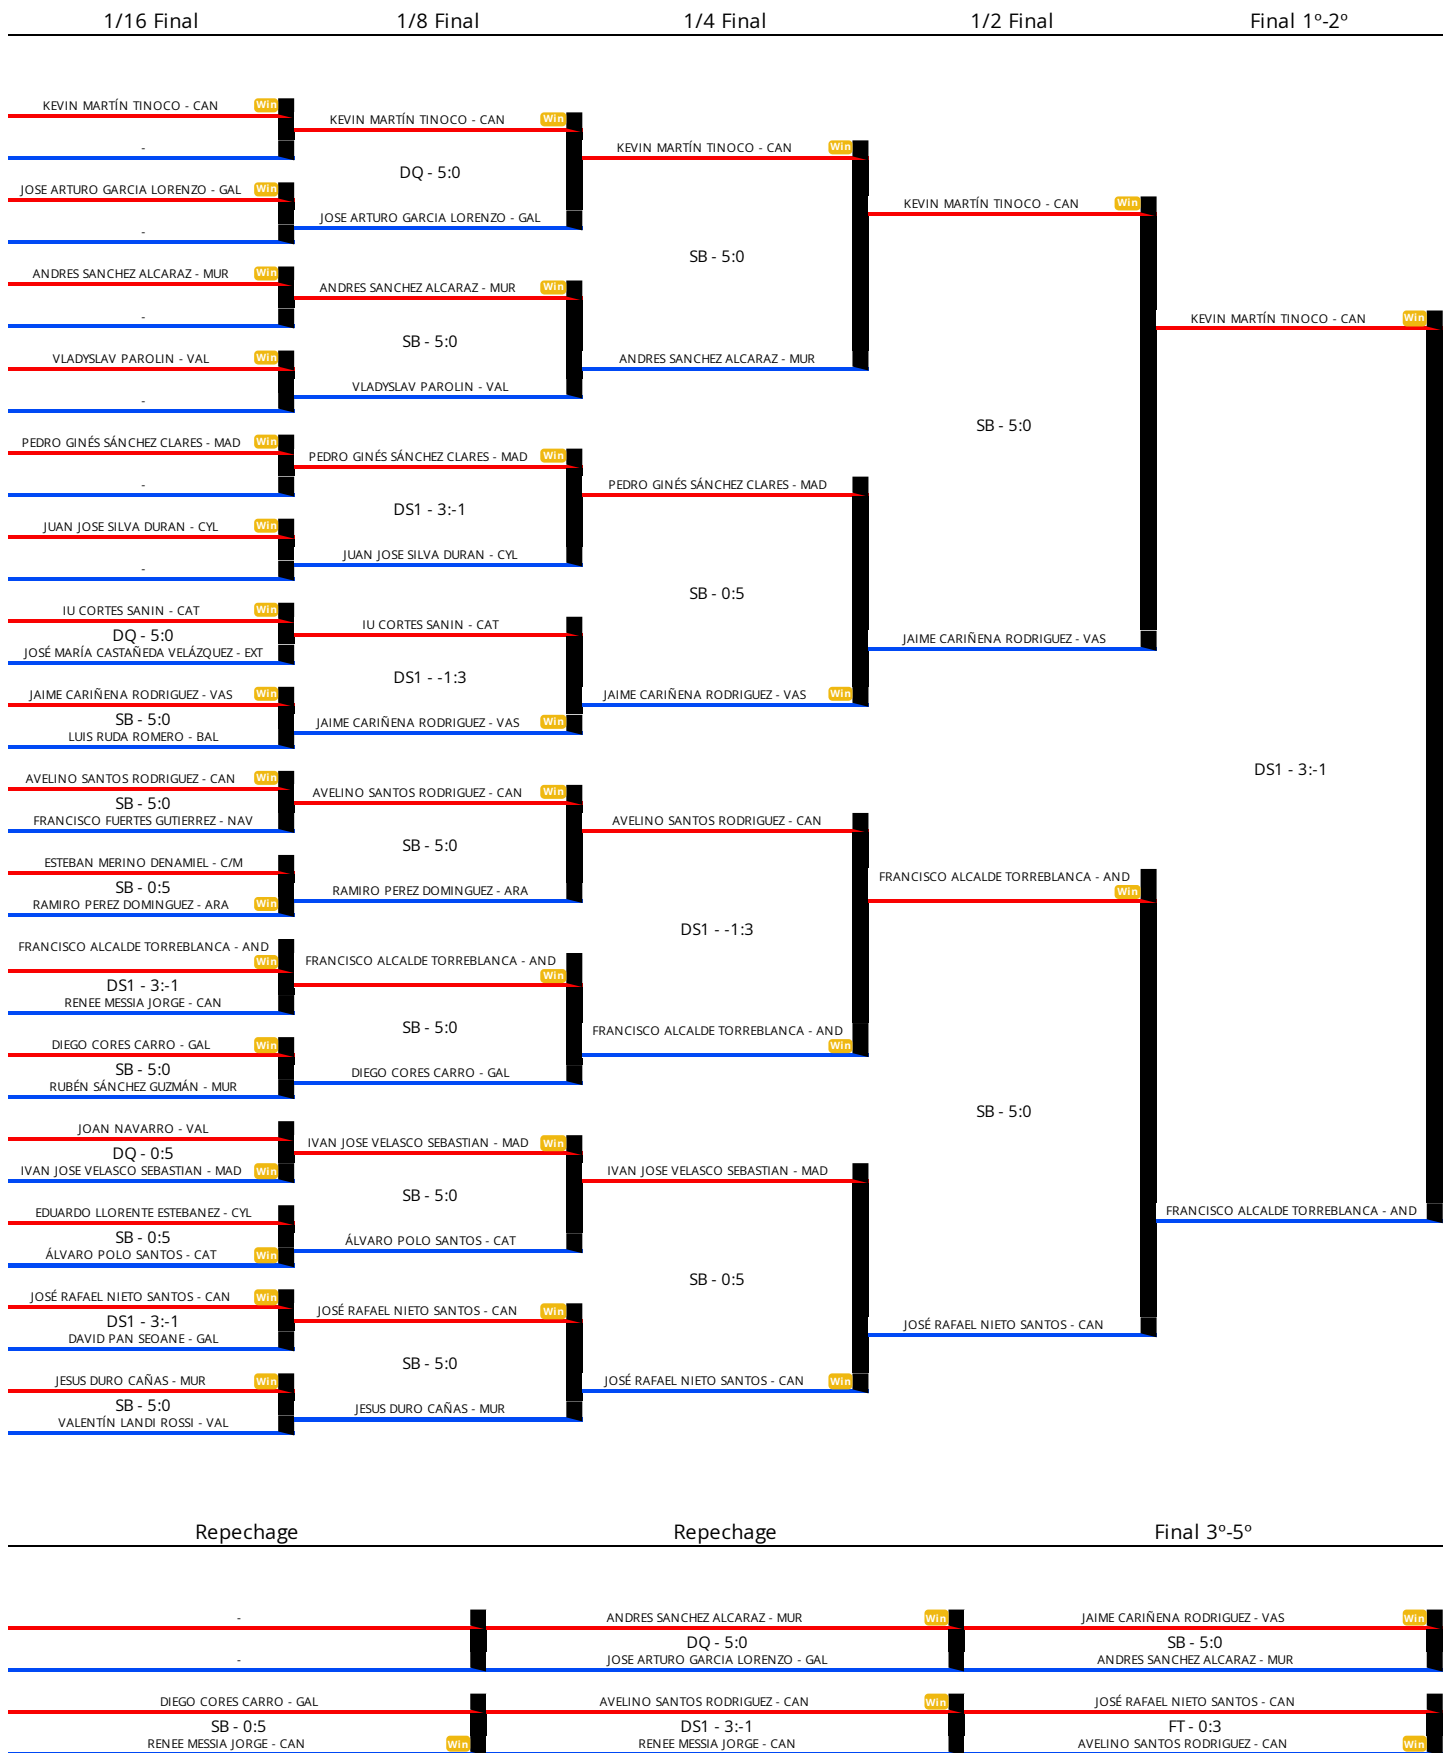 1/16 Final
1/8 Final
1/4 Final
1/2 Final
Final 1º-2º
KEVIN MARTÍN TINOCO - CAN
Win
-
JOSE ARTURO GARCIA LORENZO - GAL
Win
-
ANDRES SANCHEZ ALCARAZ - MUR
Win
-
VLADYSLAV PAROLIN - VAL
Win
-
PEDRO GINÉS SÁNCHEZ CLARES - MAD
Win
-
JUAN JOSE SILVA DURAN - CYL
Win
-
IU CORTES SANIN - CAT
Win
DQ - 5:0
JOSÉ MARÍA CASTAÑEDA VELÁZQUEZ - EXT
JAIME CARIÑENA RODRIGUEZ - VAS
Win
SB - 5:0
LUIS RUDA ROMERO - BAL
AVELINO SANTOS RODRIGUEZ - CAN
Win
SB - 5:0
FRANCISCO FUERTES GUTIERREZ - NAV
ESTEBAN MERINO DENAMIEL - C/M
SB - 0:5
RAMIRO PEREZ DOMINGUEZ - ARA
Win
FRANCISCO ALCALDE TORREBLANCA - AND
Win
DS1 - 3:-1
RENEE MESSIA JORGE - CAN
DIEGO CORES CARRO - GAL
Win
SB - 5:0
RUBÉN SÁNCHEZ GUZMÁN - MUR
JOAN NAVARRO - VAL
DQ - 0:5
IVAN JOSE VELASCO SEBASTIAN - MAD
Win
EDUARDO LLORENTE ESTEBANEZ - CYL
SB - 0:5
ÁLVARO POLO SANTOS - CAT
Win
JOSÉ RAFAEL NIETO SANTOS - CAN
Win
DS1 - 3:-1
DAVID PAN SEOANE - GAL
JESUS DURO CAÑAS - MUR
Win
SB - 5:0
VALENTÍN LANDI ROSSI - VAL
KEVIN MARTÍN TINOCO - CAN
Win
DQ - 5:0
JOSE ARTURO GARCIA LORENZO - GAL
ANDRES SANCHEZ ALCARAZ - MUR
Win
SB - 5:0
VLADYSLAV PAROLIN - VAL
PEDRO GINÉS SÁNCHEZ CLARES - MAD
Win
DS1 - 3:-1
JUAN JOSE SILVA DURAN - CYL
IU CORTES SANIN - CAT
DS1 - -1:3
JAIME CARIÑENA RODRIGUEZ - VAS
Win
AVELINO SANTOS RODRIGUEZ - CAN
Win
SB - 5:0
RAMIRO PEREZ DOMINGUEZ - ARA
FRANCISCO ALCALDE TORREBLANCA - AND
Win
SB - 5:0
DIEGO CORES CARRO - GAL
IVAN JOSE VELASCO SEBASTIAN - MAD
Win
SB - 5:0
ÁLVARO POLO SANTOS - CAT
JOSÉ RAFAEL NIETO SANTOS - CAN
Win
SB - 5:0
JESUS DURO CAÑAS - MUR
KEVIN MARTÍN TINOCO - CAN
Win
SB - 5:0
ANDRES SANCHEZ ALCARAZ - MUR
PEDRO GINÉS SÁNCHEZ CLARES - MAD
SB - 0:5
JAIME CARIÑENA RODRIGUEZ - VAS
Win
AVELINO SANTOS RODRIGUEZ - CAN
DS1 - -1:3
FRANCISCO ALCALDE TORREBLANCA - AND
Win
IVAN JOSE VELASCO SEBASTIAN - MAD
SB - 0:5
JOSÉ RAFAEL NIETO SANTOS - CAN
Win
KEVIN MARTÍN TINOCO - CAN
Win
SB - 5:0
JAIME CARIÑENA RODRIGUEZ - VAS
FRANCISCO ALCALDE TORREBLANCA - AND
Win
SB - 5:0
JOSÉ RAFAEL NIETO SANTOS - CAN
KEVIN MARTÍN TINOCO - CAN
Win
DS1 - 3:-1
FRANCISCO ALCALDE TORREBLANCA - AND
Repechage
Repechage
Final 3º-5º
-
-
ANDRES SANCHEZ ALCARAZ - MUR
Win
DQ - 5:0
JOSE ARTURO GARCIA LORENZO - GAL
JAIME CARIÑENA RODRIGUEZ - VAS
Win
SB - 5:0
ANDRES SANCHEZ ALCARAZ - MUR
DIEGO CORES CARRO - GAL
SB - 0:5
RENEE MESSIA JORGE - CAN
Win
AVELINO SANTOS RODRIGUEZ - CAN
Win
DS1 - 3:-1
RENEE MESSIA JORGE - CAN
JOSÉ RAFAEL NIETO SANTOS - CAN
FT - 0:3
AVELINO SANTOS RODRIGUEZ - CAN
Win